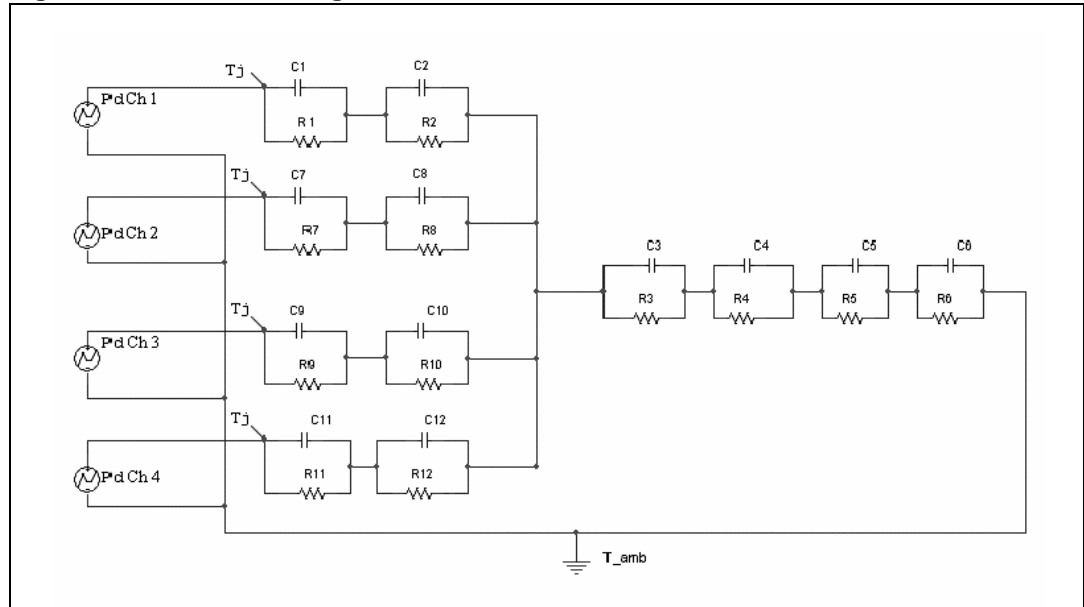 Tj
C1
C2
PdCh1
R1
R2
Tj
C7
C8
PdCh2
R7
R8
C3
C4
C5
C6
R3
R4
R5
R6
Tj
C9
C10
PdCh3
R9
R10
Tj
C11
C12
PdCh4
R11
R12
T_amb